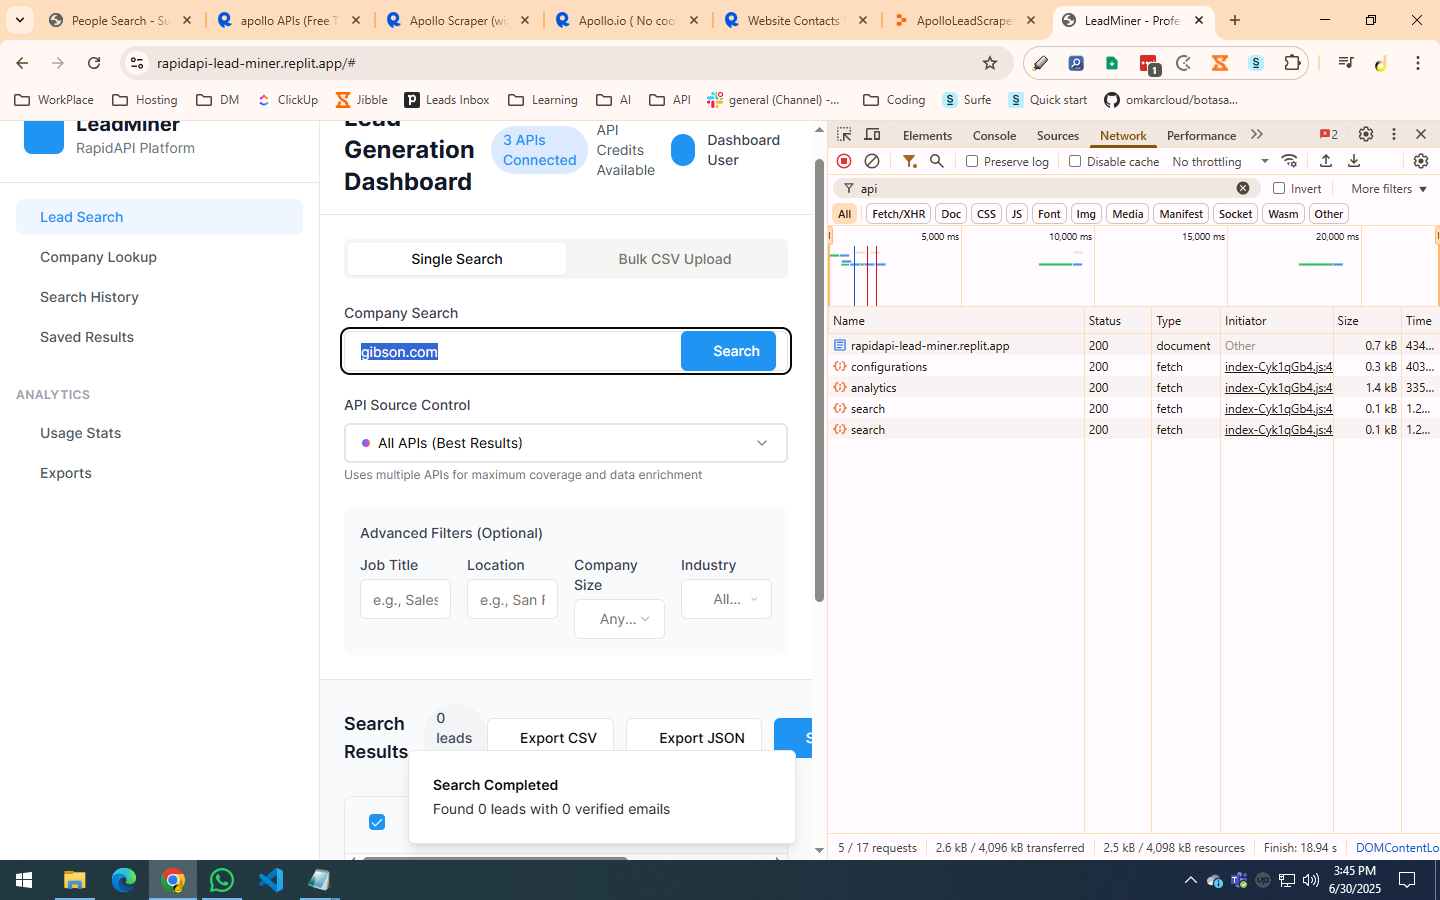 People Search - Su
apollo APIs (Free T
Apollo Scraper (wi
Apollo.io ( No coo
Website Contacts S
ApolloLeadScrape
LeadMiner - Profe
rapidapi-lead-miner.replit.app/#
1
WorkPlace
Hosting
DM
ClickUp
Jibble
Leads Inbox
Learning
AI
API
general (Channel) -...
Coding
Surfe
Quick start
omkarcloud/botasa...
LeadMiner
RapidAPI Platform
Lead Search
Company Lookup
Search History
Saved Results
ANALYTICS
Usage Stats
Exports
Lead
Generation
Dashboard
3 APIs
Connected
API
Credits
Available
Dashboard
User
Single Search
Bulk CSV Upload
Company Search
gibson.com
Search
API Source Control
All APIs (Best Results)
Uses multiple APIs for maximum coverage and data enrichment
Advanced Filters (Optional)
Job Title
Location
Company
Size
Industry
e.g., Sales
e.g., San F
Any...
All...
Search
Results
0
leads
Export CSV
Export JSON
S
Search Completed
Found 0 leads with 0 verified emails
Elements
Console
Sources
Network
Performance
2
Preserve log
Disable cache
No throttling
api
Invert
More filters
All
Fetch/XHR
Doc
CSS
JS
Font
Img
Media
Manifest
Socket
Wasm
Other
5,000 ms
10,000 ms
15,000 ms
20,000 ms
Name Status Type Initiator Size Time
rapidapi-lead-miner.replit.app 200 document Other 0.7 kB 434...
configurations 200 fetch index-Cyk1qGb4.js:4 0.3 kB 403...
analytics 200 fetch index-Cyk1qGb4.js:4 1.4 kB 335...
search 200 fetch index-Cyk1qGb4.js:4 0.1 kB 1.2...
search 200 fetch index-Cyk1qGb4.js:4 0.1 kB 1.2...
5 / 17 requests
2.6 kB / 4,096 kB transferred
2.5 kB / 4,098 kB resources
Finish: 18.94 s
DOMContentLo
3:45 PM
6/30/2025